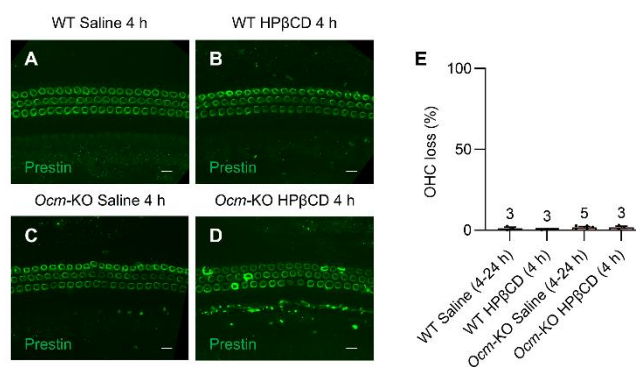 WT Saline 4 h
WT HPβCD 4 h
A
Prestin
B
Prestin
Ocm-KO Saline 4 h
Ocm-KO HPβCD 4 h
C
Prestin
D
Prestin
E
OHC loss (%)
100
50
0
3
3
5
3
WT Saline (4-24 h)
WT HPβCD (4 h)
Ocm-KO Saline (4-24 h)
Ocm-KO HPβCD (4 h)